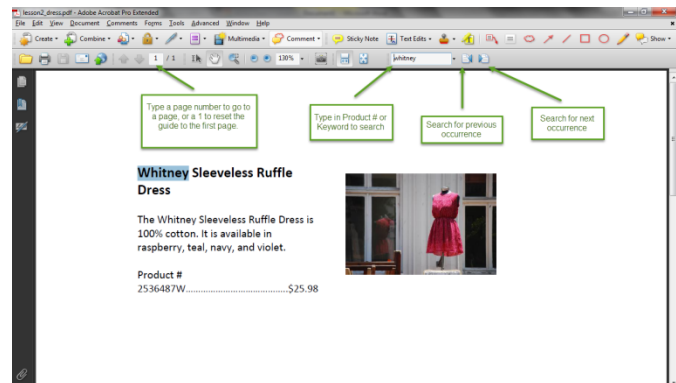 lesson2_dress.pdf - Adobe Acrobat Pro Extended
File Edit View Document Comments Forms Tools Advanced Window Help
Create Combine Multimedia Comment Sticky Note Text Edits Show
1 / 1 130% whitney
Type a page number to go to
a page, or a 1 to reset the
guide to the first page.
Type in Product # or
Keyword to search
Search for previous
occurrence
Search for next
occurrence
Whitney Sleeveless Ruffle
Dress
The Whitney Sleeveless Ruffle Dress is
100% cotton. It is available in
raspberry, teal, navy, and violet.
Product #
2536487W........................................$25.98